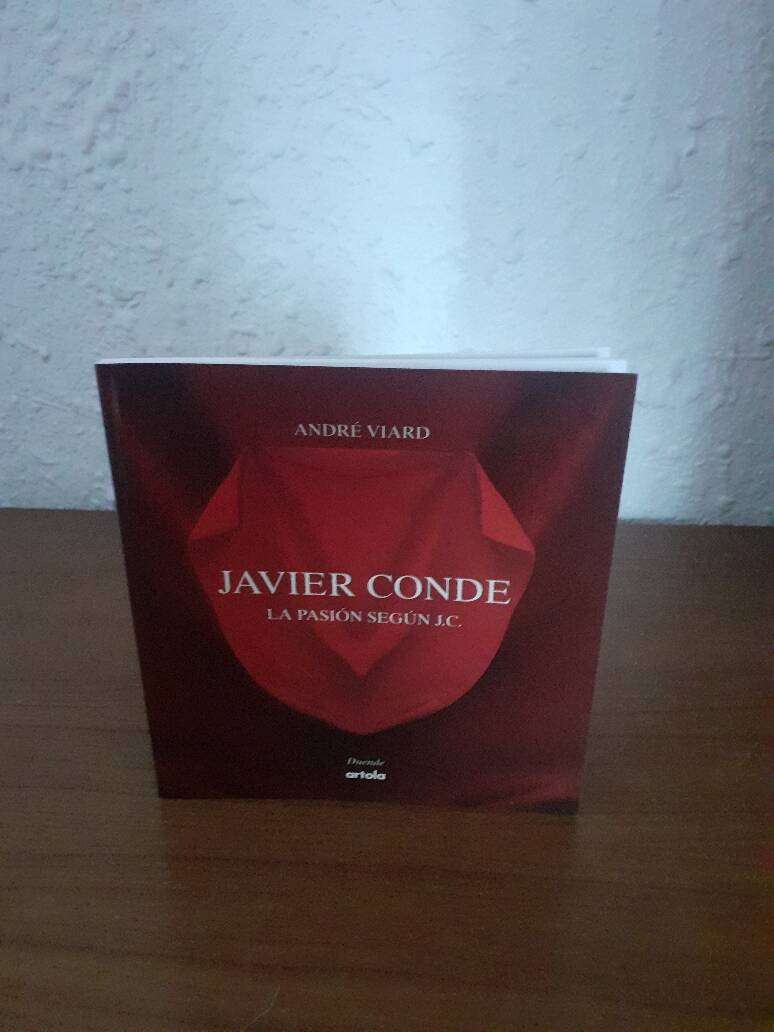 ANDRÉ VIARD
JAVIER CONDE
LA PASIÓN SEGÚN J.C.
Duende
artola